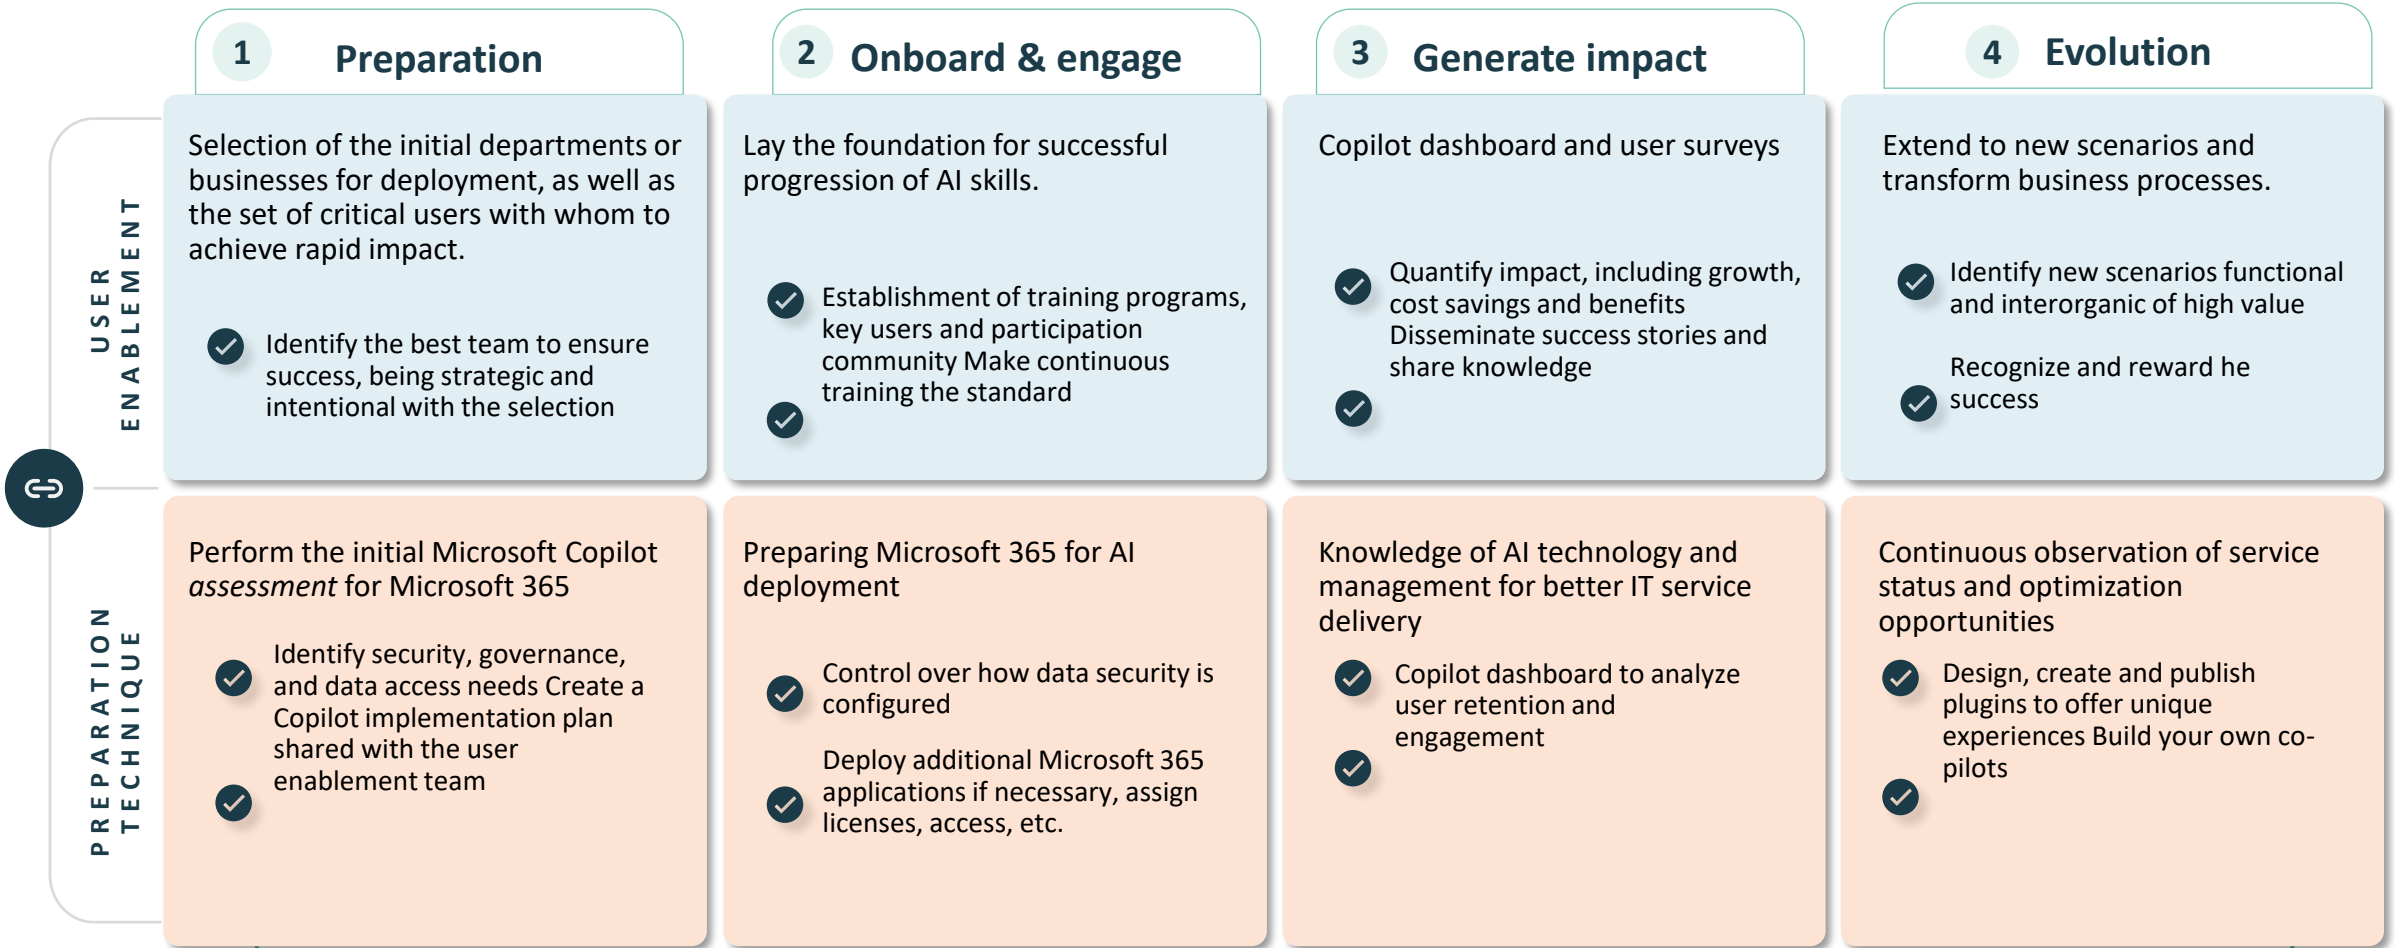 1 Preparation
2 Onboard & engage
3 Generate impact
4 Evolution
USER
ENABLEMENT
Selection of the initial departments or
businesses for deployment, as well as
the set of critical users with whom to
achieve rapid impact.
Identify the best team to ensure
success, being strategic and
intentional with the selection
Lay the foundation for successful
progression of AI skills.
Establishment of training programs,
key users and participation
community Make continuous
training the standard
Copilot dashboard and user surveys
Quantify impact, including growth,
cost savings and benefits
Disseminate success stories and
share knowledge
Extend to new scenarios and
transform business processes.
Identify new scenarios functional
and interorganic of high value
Recognize and reward he
success
PREPARATION
TECHNIQUE
Perform the initial Microsoft Copilot
assessment for Microsoft 365
Identify security, governance,
and data access needs Create a
Copilot implementation plan
shared with the user
enablement team
Preparing Microsoft 365 for AI
deployment
Control over how data security is
configured
Deploy additional Microsoft 365
applications if necessary, assign
licenses, access, etc.
Knowledge of AI technology and
management for better IT service
delivery
Copilot dashboard to analyze
user retention and
engagement
Continuous observation of service
status and optimization
opportunities
Design, create and publish
plugins to offer unique
experiences Build your own co-
pilots